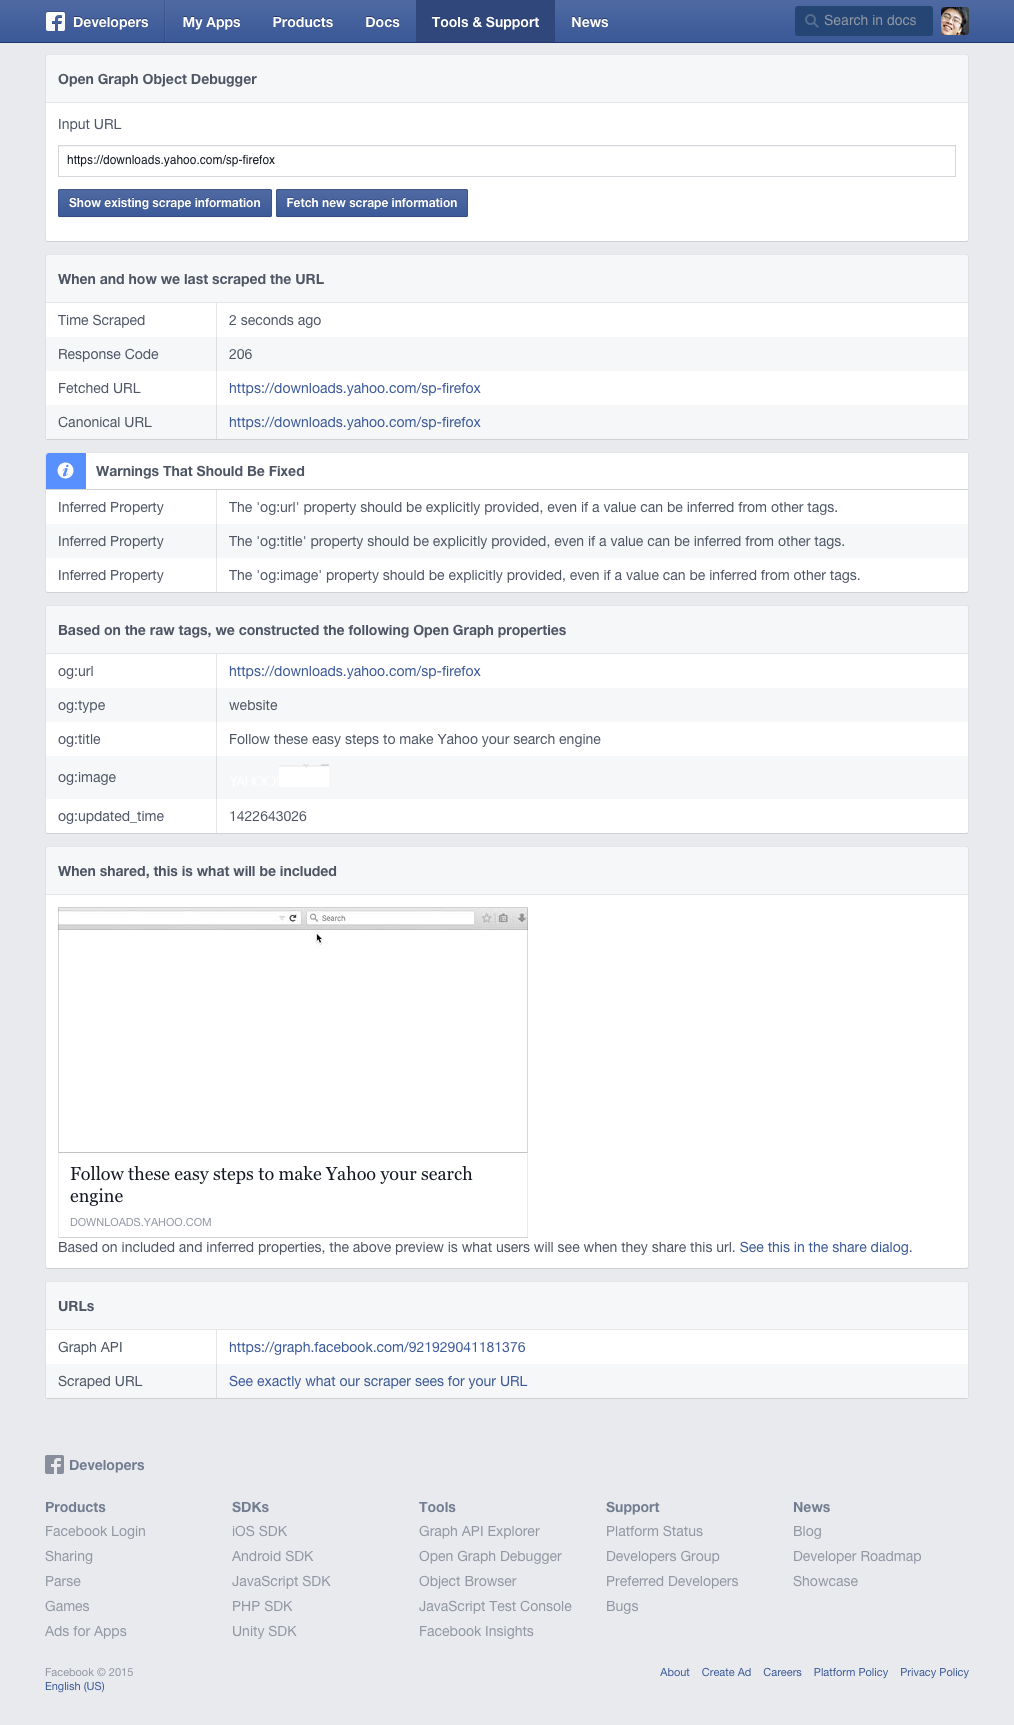 Developers
My Apps
Products
Docs
Tools & Support
News
Search in docs
Open Graph Object Debugger
Input URL
https://downloads.yahoo.com/sp-firefox
Show existing scrape information
Fetch new scrape information
When and how we last scraped the URL
Time Scraped
2 seconds ago
Response Code
206
Fetched URL
https://downloads.yahoo.com/sp-firefox
Canonical URL
https://downloads.yahoo.com/sp-firefox
Warnings That Should Be Fixed
Inferred Property
The 'og:url' property should be explicitly provided, even if a value can be inferred from other tags.
Inferred Property
The 'og:title' property should be explicitly provided, even if a value can be inferred from other tags.
Inferred Property
The 'og:image' property should be explicitly provided, even if a value can be inferred from other tags.
Based on the raw tags, we constructed the following Open Graph properties
og:url
https://downloads.yahoo.com/sp-firefox
og:type
website
og:title
Follow these easy steps to make Yahoo your search engine
og:image
YAHOO!
og:updated_time
1422643026
When shared, this is what will be included
Search
Follow these easy steps to make Yahoo your search
engine
DOWNLOADS.YAHOO.COM
Based on included and inferred properties, the above preview is what users will see when they share this url. See this in the share dialog.
URLs
Graph API
https://graph.facebook.com/921929041181376
Scraped URL
See exactly what our scraper sees for your URL
Developers
Products
Facebook Login
Sharing
Parse
Games
Ads for Apps
SDKs
iOS SDK
Android SDK
JavaScript SDK
PHP SDK
Unity SDK
Tools
Graph API Explorer
Open Graph Debugger
Object Browser
JavaScript Test Console
Facebook Insights
Support
Platform Status
Developers Group
Preferred Developers
Bugs
News
Blog
Developer Roadmap
Showcase
Facebook © 2015
English (US)
About
Create Ad
Careers
Platform Policy
Privacy Policy